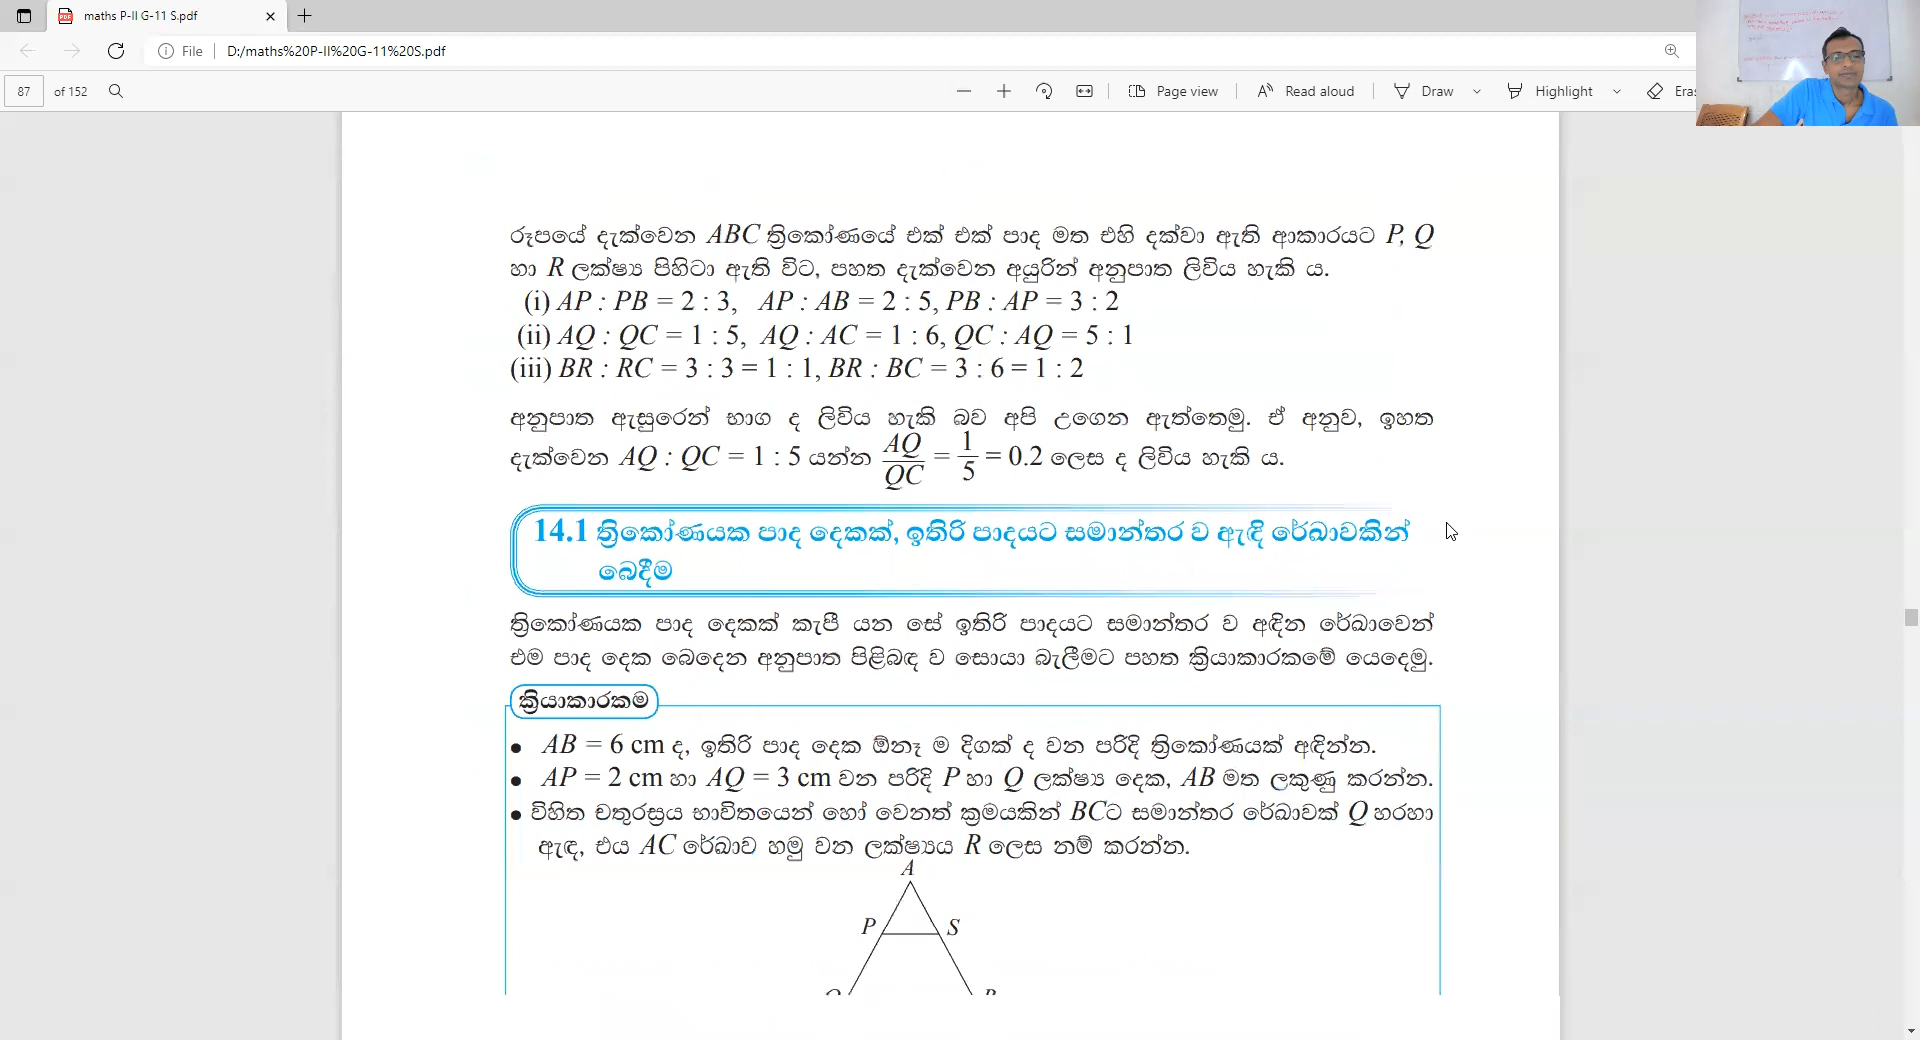 maths P-II G-11 S.pdf
File D:/maths%20P-II%20G-11%20S.pdf
87 of 152 Page view Read aloud Draw Highlight Eras
රූපයේ දැක්වෙන ABC ත්‍රිකෝණයේ එක් එක් පාද මත එහි දක්වා ඇති ආකාරයට P, Q
හා R ලක්ෂ්‍ය පිහිටා ඇති විට, පහත දැක්වෙන අයුරින් අනුපාත ලිවිය හැකි ය.
(i) AP : PB = 2 : 3, AP : AB = 2 : 5, PB : AP = 3 : 2
(ii) AQ : QC = 1 : 5, AQ : AC = 1 : 6, QC : AQ = 5 : 1
(iii) BR : RC = 3 : 3 = 1 : 1, BR : BC = 3 : 6 = 1 : 2
අනුපාත ඇසුරෙන් භාග ද ලිවිය හැකි බව අපි උගෙන ඇත්තෙමු. ඒ අනුව, ඉහත
දැක්වෙන AQ : QC = 1 : 5 යන්න AQ/QC = 1/5 = 0.2 ලෙස ද ලිවිය හැකි ය.
14.1 ත්‍රිකෝණයක පාද දෙකක්, ඉතිරි පාදයට සමාන්තර ව ඇඳි රේඛාවකින්
බෙදීම
ත්‍රිකෝණයක පාද දෙකක් කැපී යන සේ ඉතිරි පාදයට සමාන්තර ව අඳින රේඛාවෙන්
එම පාද දෙක බෙදෙන අනුපාත පිළිබඳ ව සොයා බැලීමට පහත ක්‍රියාකාරකමේ යෙදෙමු.
ක්‍රියාකාරකම
• AB = 6 cm ද, ඉතිරි පාද දෙක ඕනෑ ම දිගක් ද වන පරිදි ත්‍රිකෝණයක් අඳින්න.
• AP = 2 cm හා AQ = 3 cm වන පරිදි P හා Q ලක්ෂ්‍ය දෙක, AB මත ලකුණු කරන්න.
• විහිත චතුරස්‍රය භාවිතයෙන් හෝ වෙනත් ක්‍රමයකින් BCට සමාන්තර රේඛාවක් Q හරහා
ඇඳ, එය AC රේඛාව හමු වන ලක්ෂ්‍යය R ලෙස නම් කරන්න.
A
P S